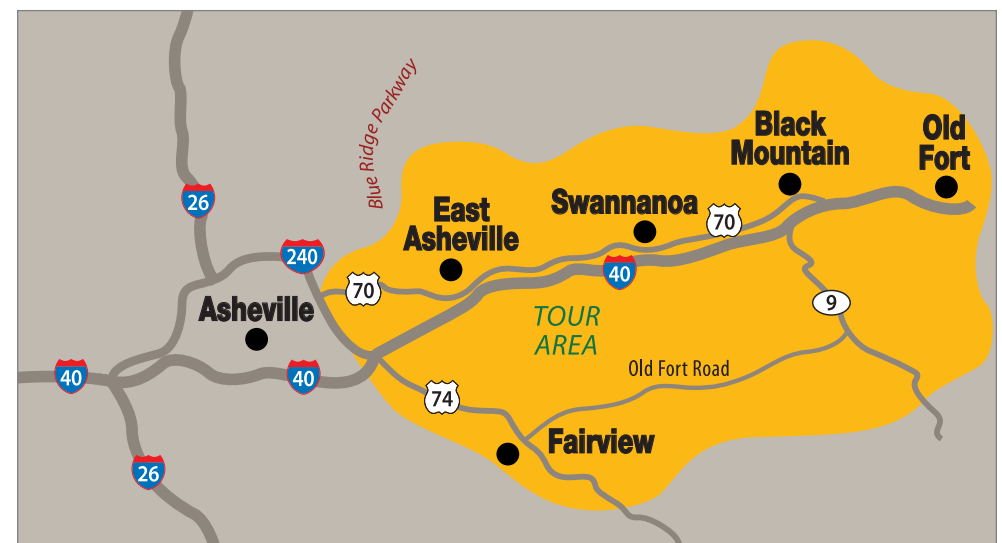 Blue Ridge Parkway
Black
Mountain
Old
Fort
26
East
Asheville
Swannanoa
70
240
70
40
Asheville
9
TOUR
AREA
40
40
Old Fort Road
74
Fairview
26